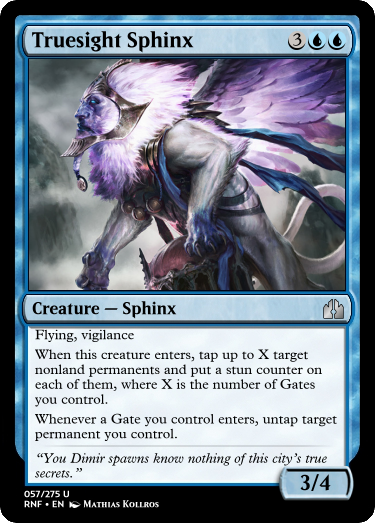 Truesight Sphinx 3
Creature — Sphinx
Flying, vigilance
When this creature enters, tap up to X target
nonland permanents and put a stun counter
on each of them, where X is the number of Gates
you control.
Whenever a Gate you control enters, untap target
permanent you control.
“You Dimir spawns know nothing of this city’s true
secrets.”
3/4
057/275 U
RNF • EN Mathias Kollros